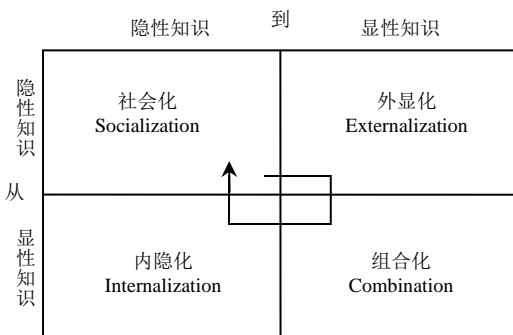 到
隐性知识 显性知识
隐性知识
社会化 外显化
Socialization Externalization
从
显性知识
内隐化 组合化
Internalization Combination